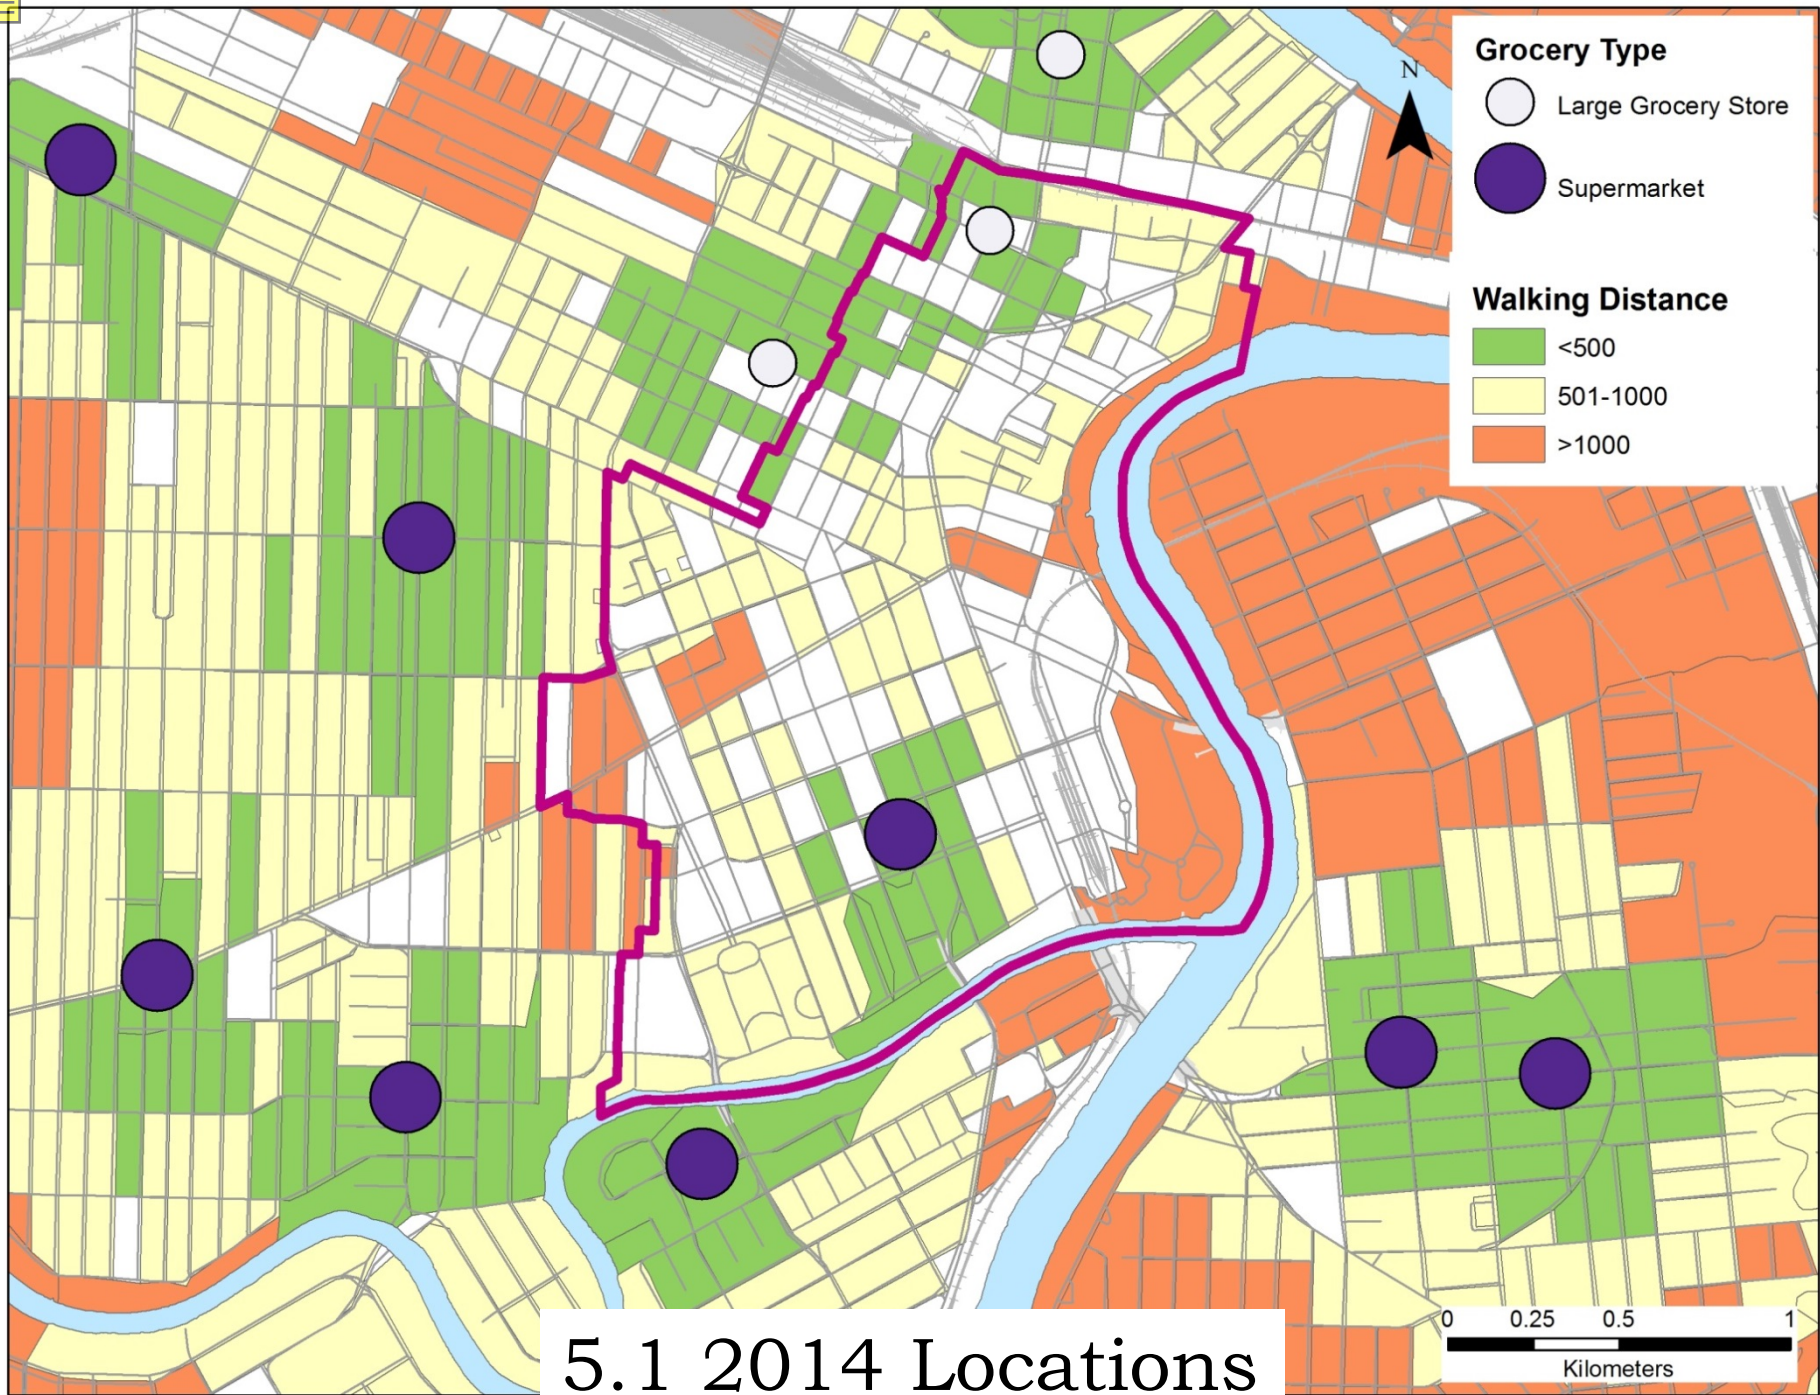 Grocery Type
N
Large Grocery Store
Supermarket
Walking Distance
<500
501-1000
>1000
0 0.25 0.5 1
Kilometers
5.1 2014 Locations